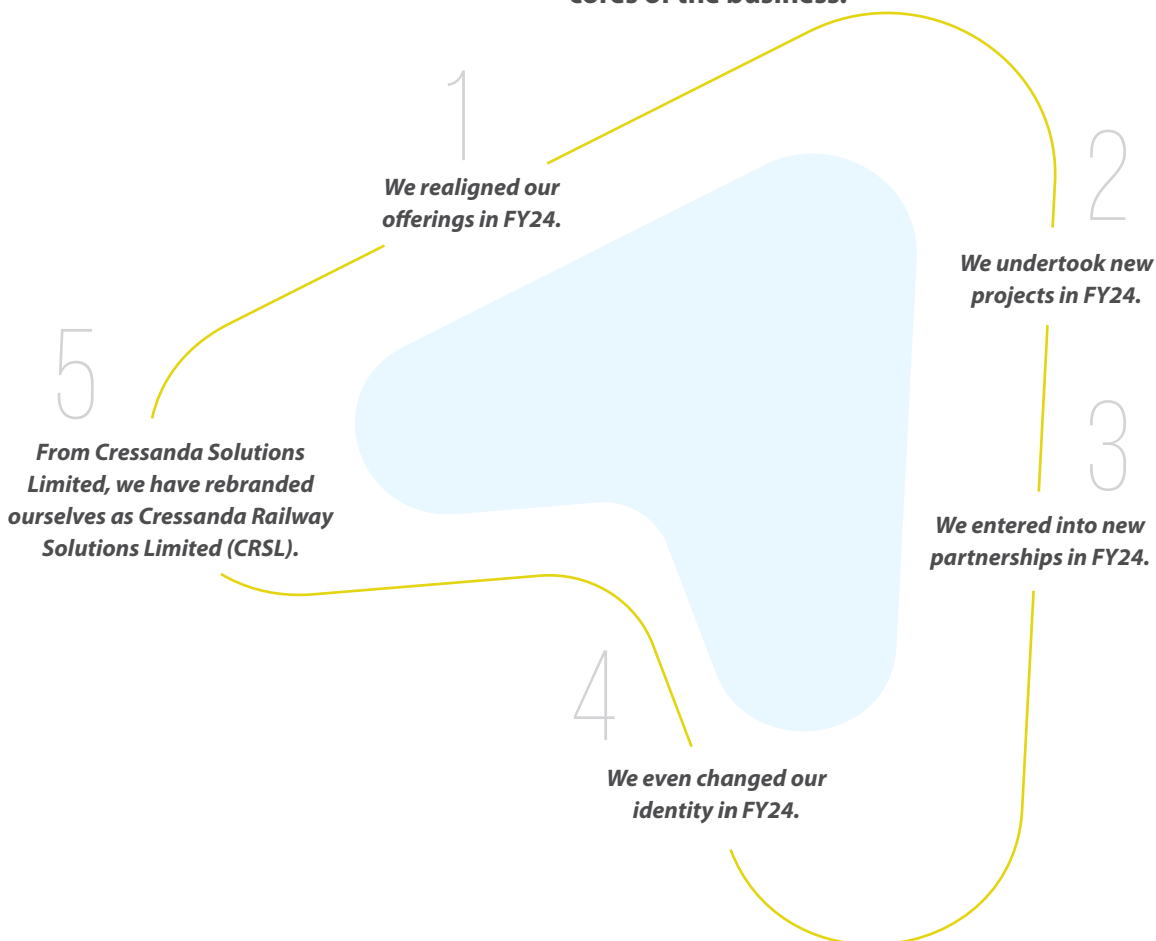 cores of the business.
1
We realigned our
offerings in FY24.
2
We undertook new
projects in FY24.
3
We entered into new
partnerships in FY24.
4
We even changed our
identity in FY24.
5
From Cressanda Solutions
Limited, we have rebranded
ourselves as Cressanda Railway
Solutions Limited (CRSL).